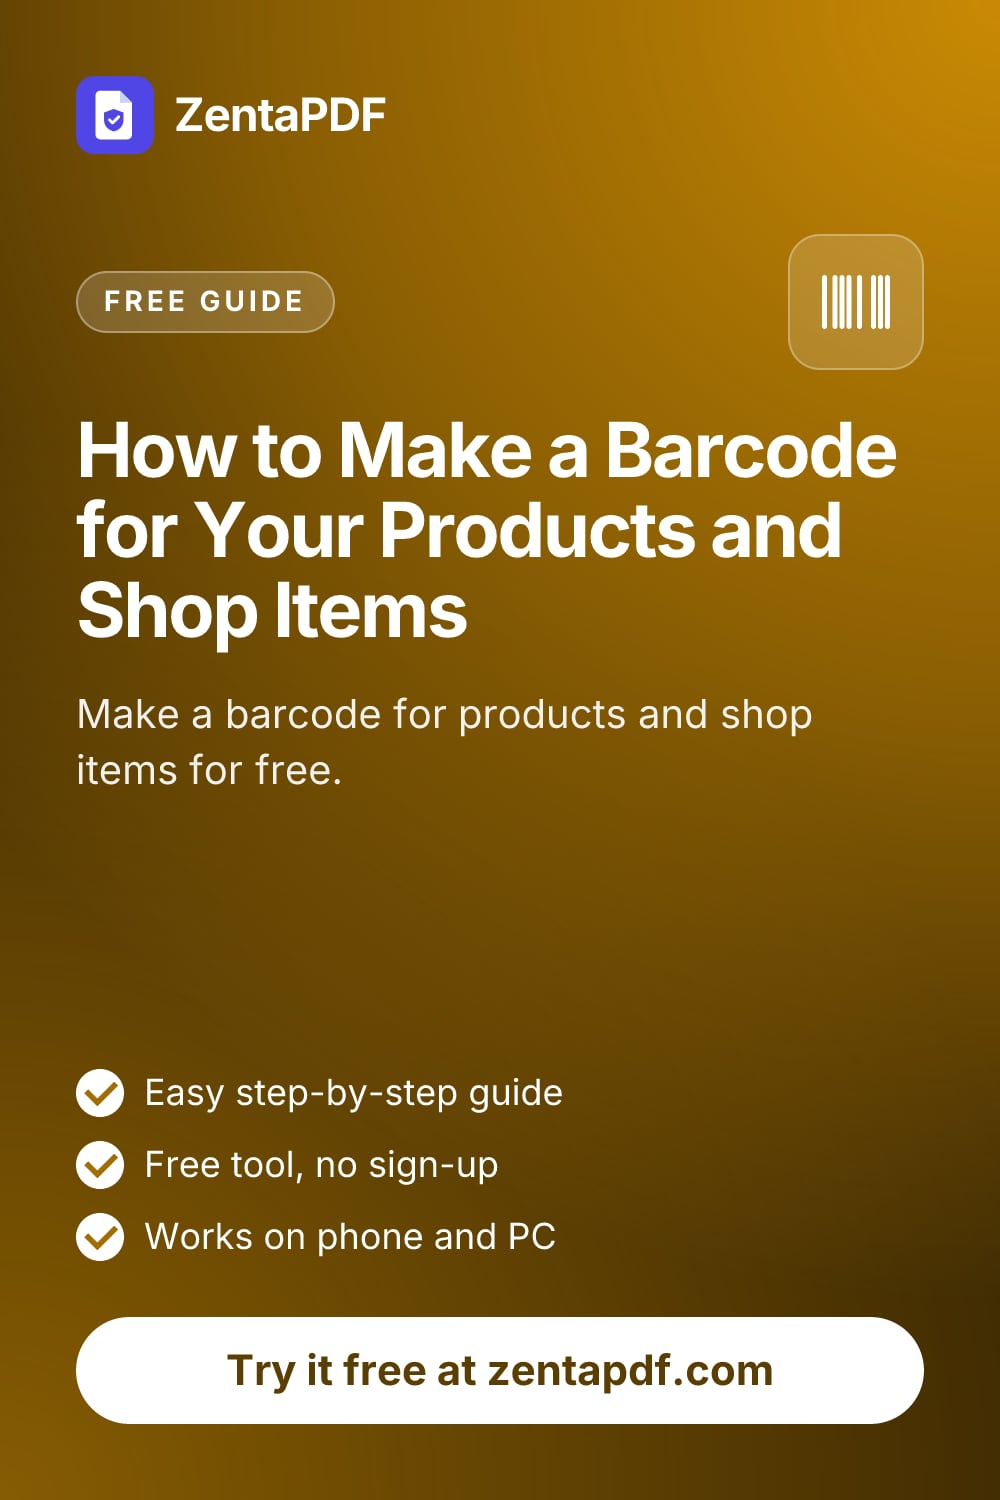 ZentaPDF
FREE GUIDE
How to Make a Barcode
for Your Products and
Shop Items
Make a barcode for products and shop
items for free.
Easy step-by-step guide
Free tool, no sign-up
Works on phone and PC
Try it free at zentapdf.com